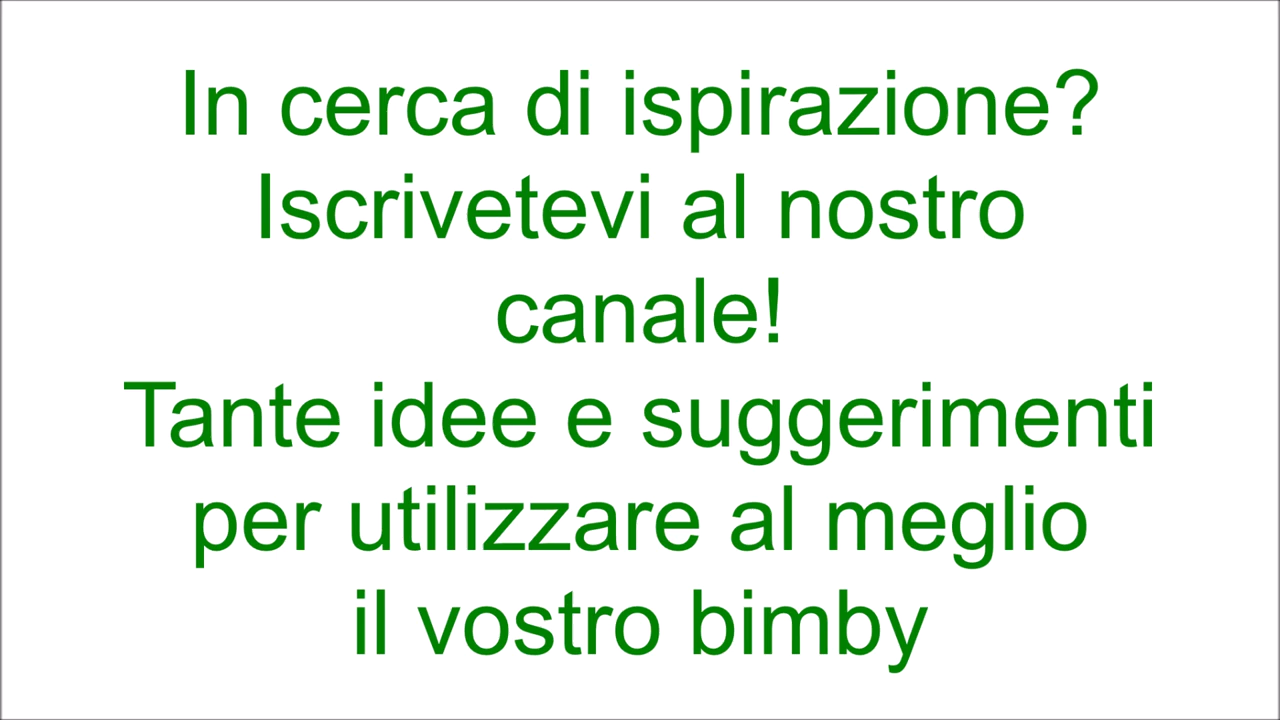 In cerca di ispirazione?
Iscrivetevi al nostro
canale!
Tante idee e suggerimenti
per utilizzare al meglio
il vostro bimby